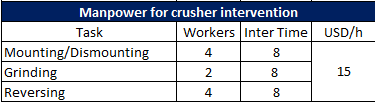 Manpower for crusher intervention
Task Workers Inter Time USD/h
Mounting/Dismounting 4 8
Grinding 2 8 15
Reversing 4 8